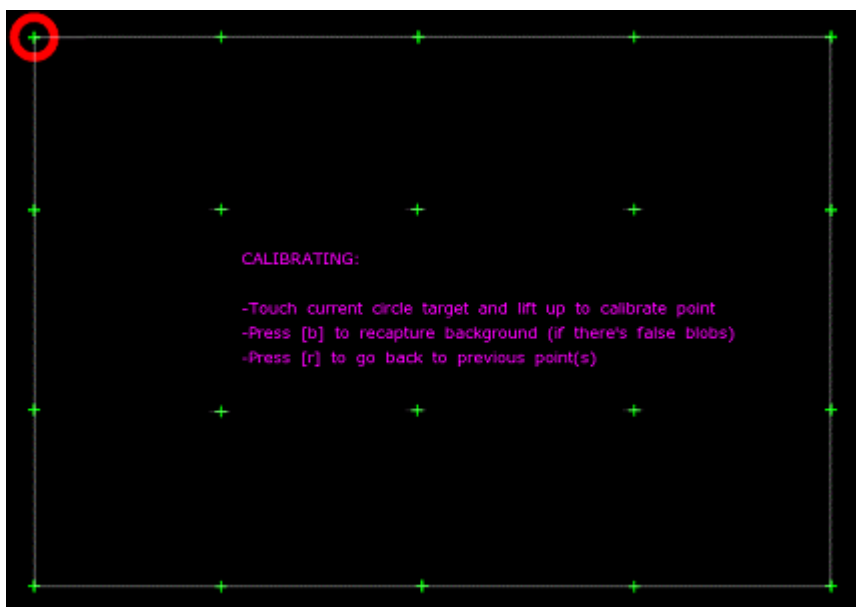 CALIBRATING:
-Touch current circle target and lift up to calibrate point
-Press [b] to recapture background (if there's false blobs)
-Press [r] to go back to previous point(s)